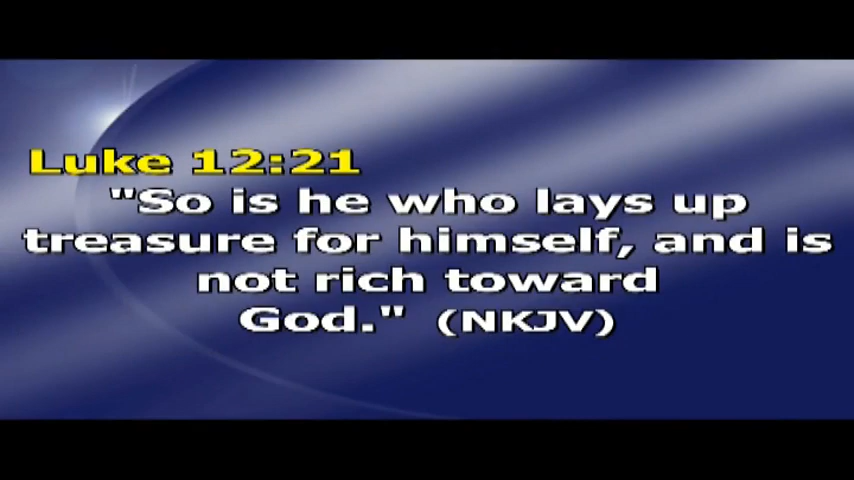 Luke 12:21
"So is he who lays up
treasure for himself, and is
not rich toward
God." (NKJV)